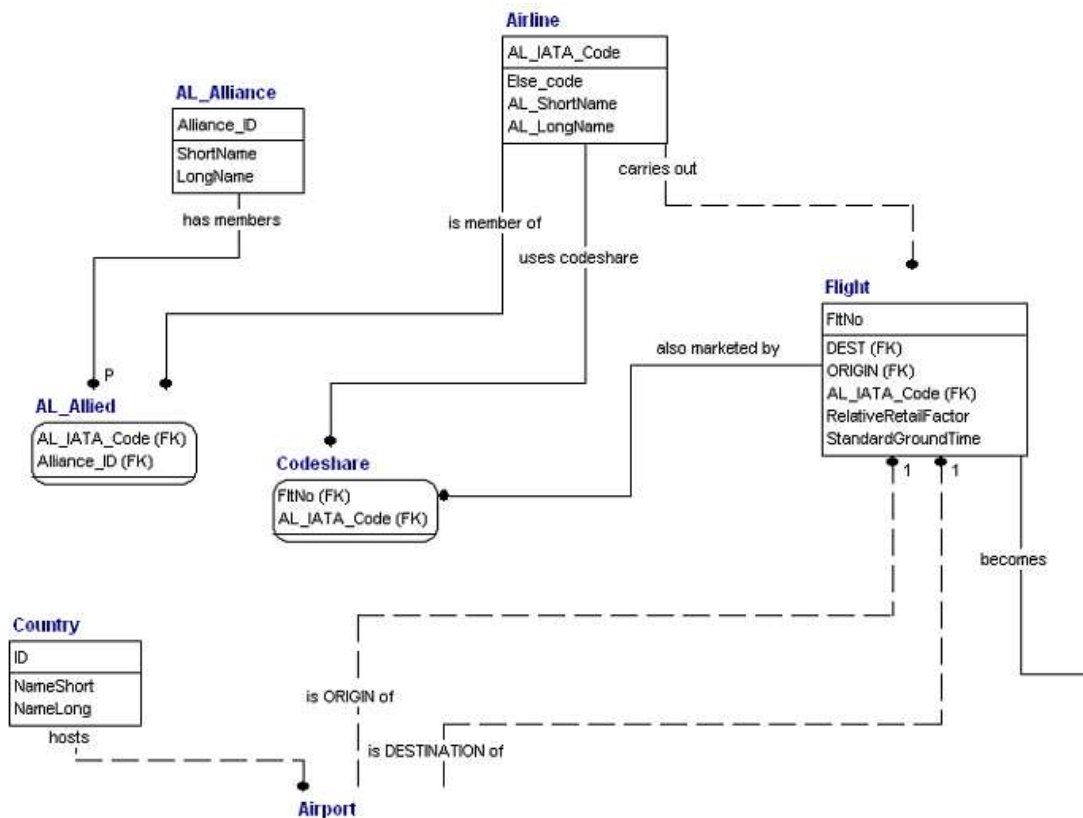 Airline
AL_IATA_Code
Else_code
AL_ShortName
AL_LongName
AL_Alliance
Alliance_ID
ShortName
LongName
carries out
has members
is member of
uses codeshare
Flight
FltNo
DEST (FK)
ORIGIN (FK)
AL_IATA_Code (FK)
RelativeRetailFactor
StandardGroundTime
also marketed by
P
AL_Allied
AL_IATA_Code (FK)
Alliance_ID (FK)
Codeshare
FltNo (FK)
AL_IATA_Code (FK)
1
1
becomes
Country
ID
NameShort
NameLong
hosts
is ORIGIN of
is DESTINATION of
Airport